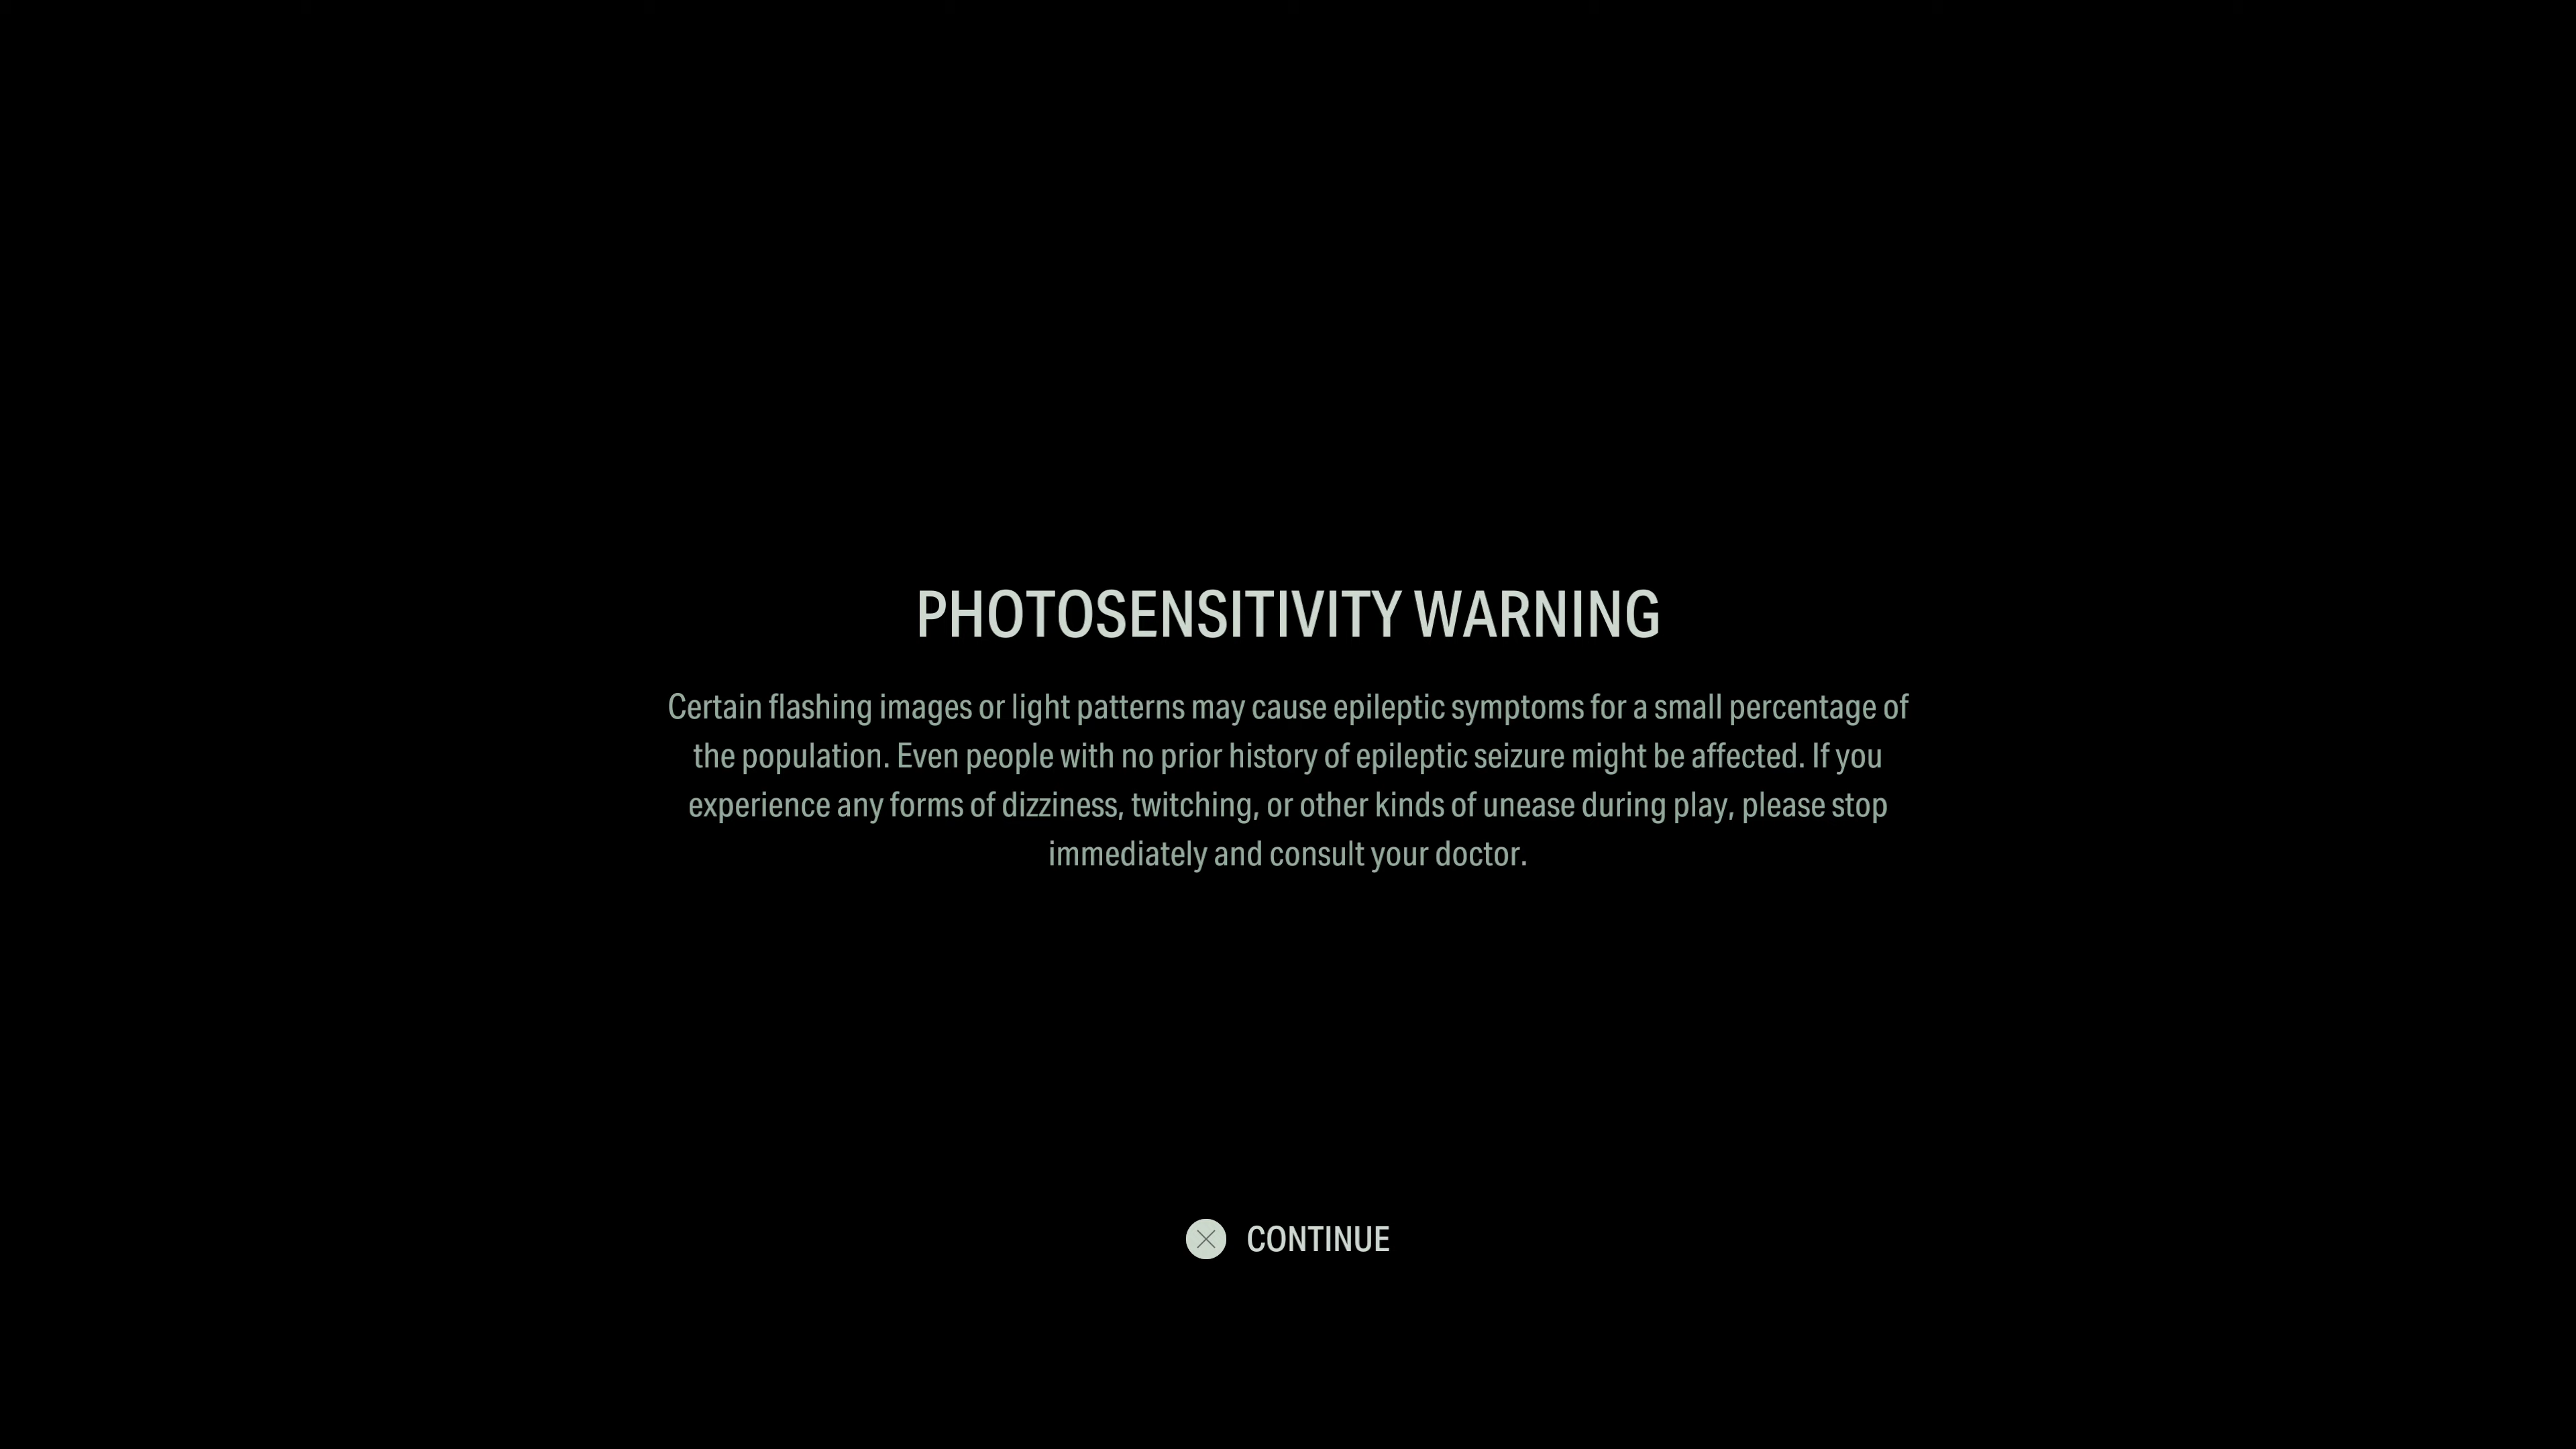 PHOTOSENSITIVITY WARNING
Certain flashing images or light patterns may cause epileptic symptoms for a small percentage of
the population. Even people with no prior history of epileptic seizure might be affected. If you
experience any forms of dizziness, twitching, or other kinds of unease during play, please stop
immediately and consult your doctor.
CONTINUE